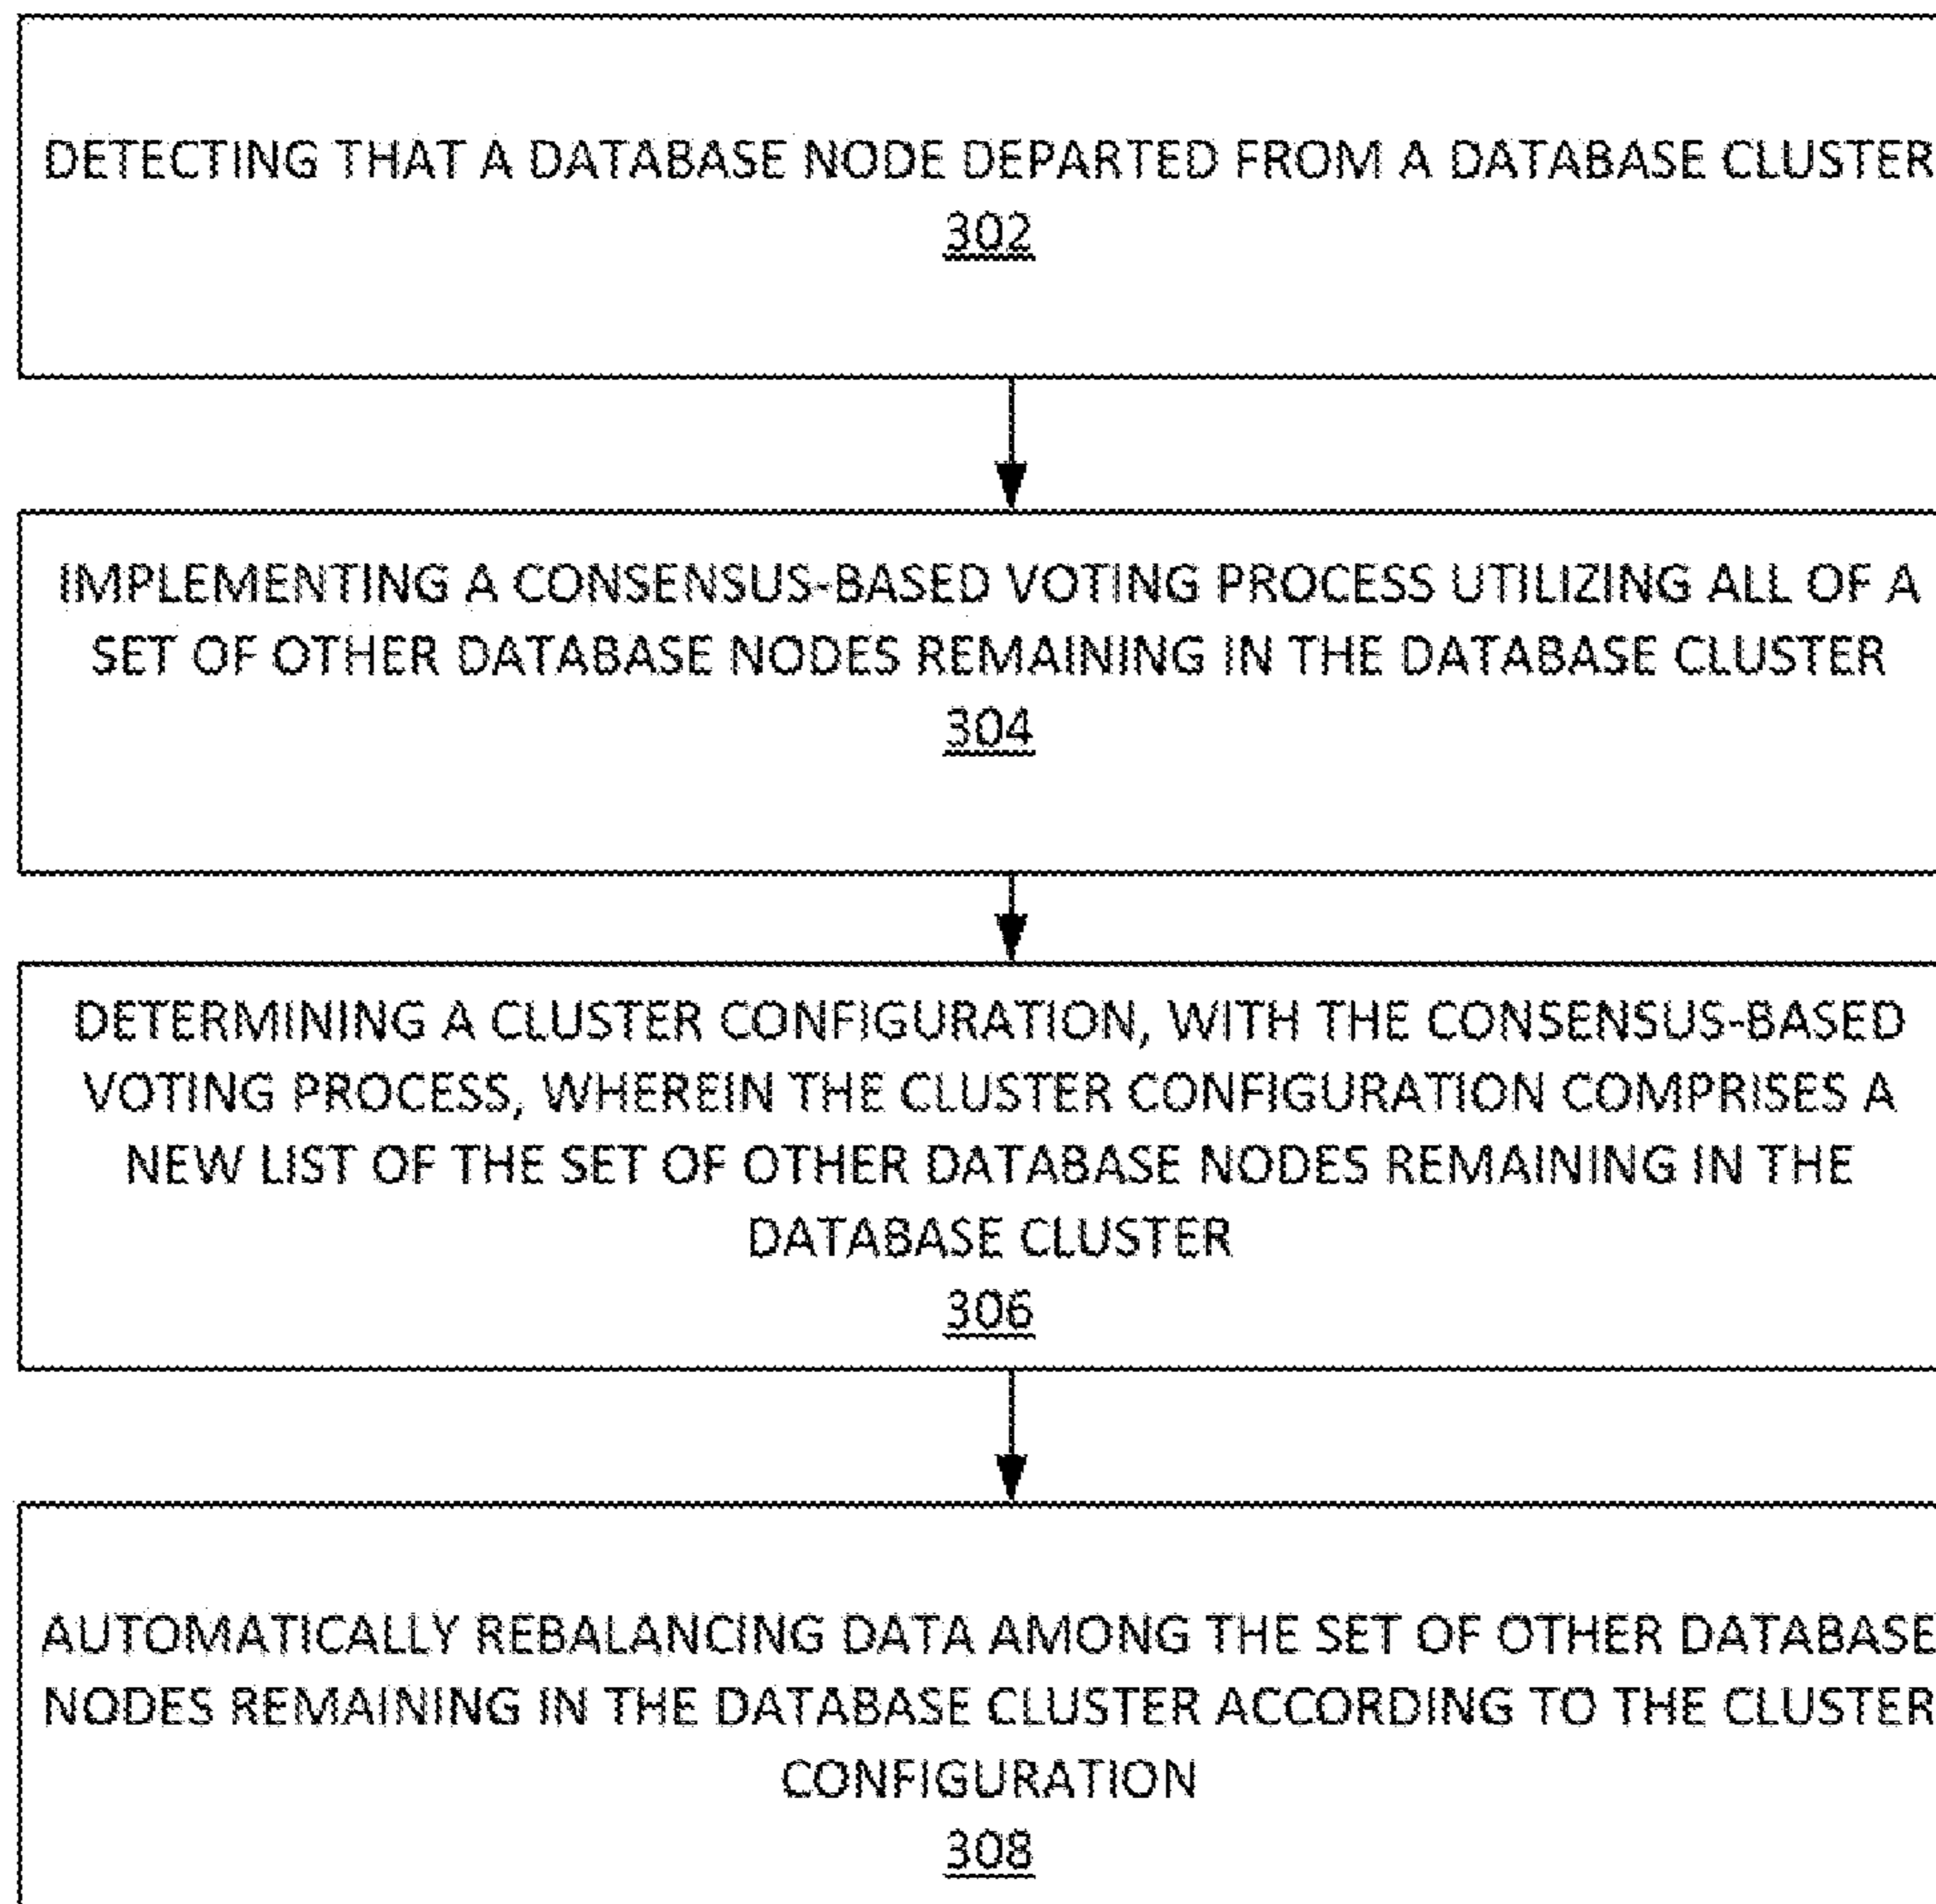 DETECTING THAT A DATABASE NODE DEPARTED FROM A DATABASE CLUSTER
302
IMPLEMENTING A CONSENSUS-BASED VOTING PROCESS UTILIZING ALL OF A
SET OF OTHER DATABASE NODES REMAINING IN THE DATABASE CLUSTER
304
DETERMINING A CLUSTER CONFIGURATION, WITH THE CONSENSUS-BASED
VOTING PROCESS, WHEREIN THE CLUSTER CONFIGURATION COMPRISES A
NEW LIST OF THE SET OF OTHER DATABASE NODES REMAINING IN THE
DATABASE CLUSTER
306
AUTOMATICALLY REBALANCING DATA AMONG THE SET OF OTHER DATABASE
NODES REMAINING IN THE DATABASE CLUSTER ACCORDING TO THE CLUSTER
CONFIGURATION
308